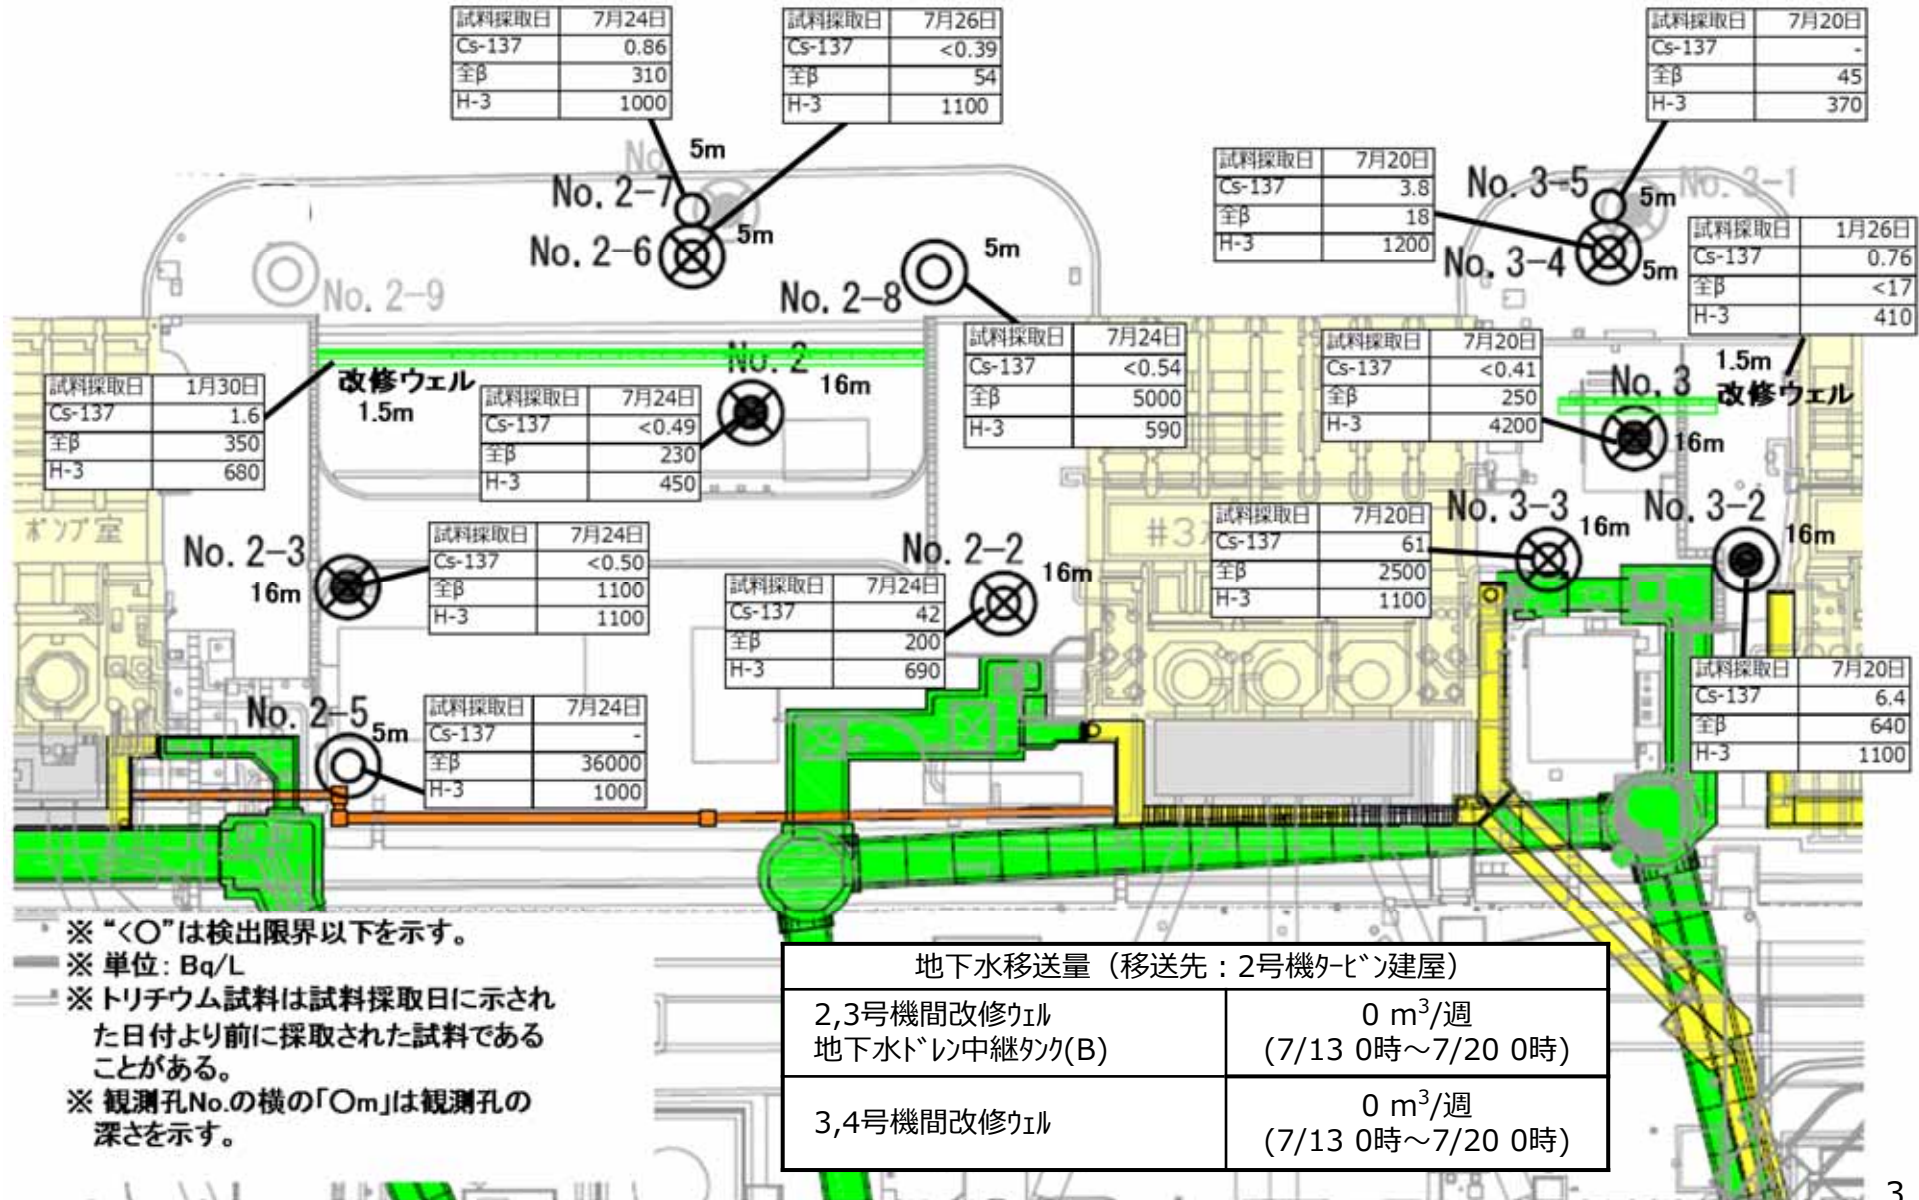 試料採取日 7月24日
Cs-137 0.86
全β 310
H-3 1000
試料採取日 7月26日
Cs-137 <0.39
全β 54
H-3 1100
試料採取日 7月20日
Cs-137 -
全β 45
H-3 370
No 5m
No. 2-7
5m
No. 2-6
No. 2-8 5m
No. 2-9
試料採取日 7月20日
Cs-137 3.8
全β 18
H-3 1200
No. 3-5 5m
No. 3-1
No. 3-4 5m
試料採取日 1月26日
Cs-137 0.76
全β <17
H-3 410
試料採取日 1月30日
Cs-137 1.6
全β 350
H-3 680
改修ウェル
1.5m
No. 2 16m
試料採取日 7月24日
Cs-137 <0.49
全β 230
H-3 450
試料採取日 7月24日
Cs-137 <0.54
全β 5000
H-3 590
試料採取日 7月20日
Cs-137 <0.41
全β 250
H-3 4200
No. 3
16m
1.5m
改修ウェル
ポンプ室
No. 2-3
16m
試料採取日 7月24日
Cs-137 <0.50
全β 1100
H-3 1100
No. 2-2
16m
試料採取日 7月24日
Cs-137 42
全β 200
H-3 690
#3
試料採取日 7月20日
Cs-137 61
全β 2500
H-3 1100
No. 3-3 16m
No. 3-2
16m
試料採取日 7月20日
Cs-137 6.4
全β 640
H-3 1100
No. 2-5 5m
試料採取日 7月24日
Cs-137 -
全β 36000
H-3 1000
※ “<○”は検出限界以下を示す。
※ 単位: Bq/L
※ トリチウム試料は試料採取日に示され
た日付より前に採取された試料である
ことがある。
※ 観測孔No.の横の「○m」は観測孔の
深さを示す。
地下水移送量（移送先：2号機ﾀｰﾋﾞﾝ建屋）
2,3号機間改修ｳｪﾙ
地下水ﾄﾞﾚﾝ中継ﾀﾝｸ(B)
0 m³/週
(7/13 0時～7/20 0時)
3,4号機間改修ｳｪﾙ
0 m³/週
(7/13 0時～7/20 0時)
3